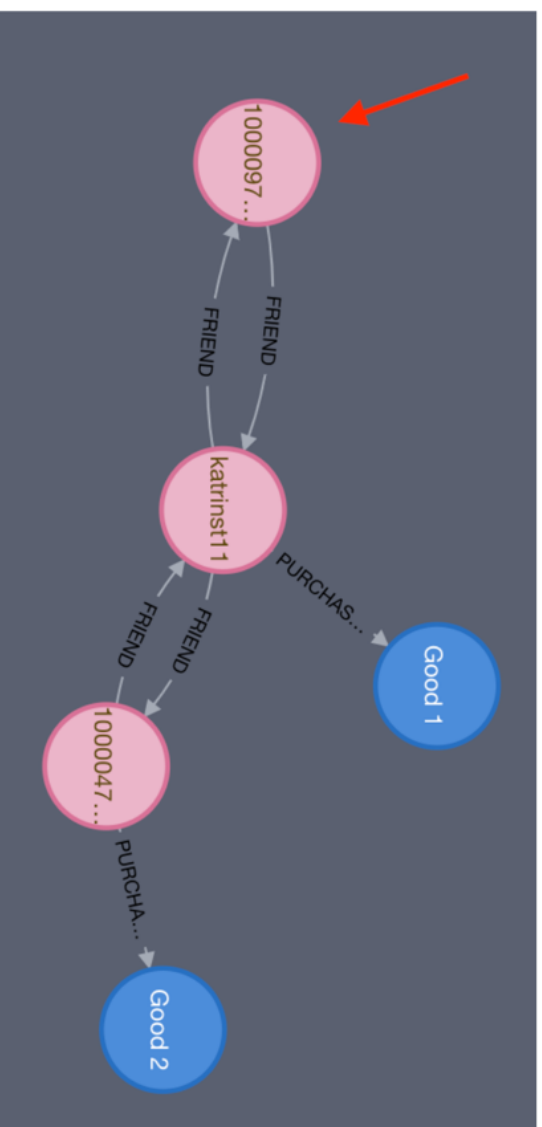 1000097...
FRIEND
FRIEND
katrinst11
PURCHAS...
Good 1
FRIEND
FRIEND
1000047...
PURCHA...
Good 2